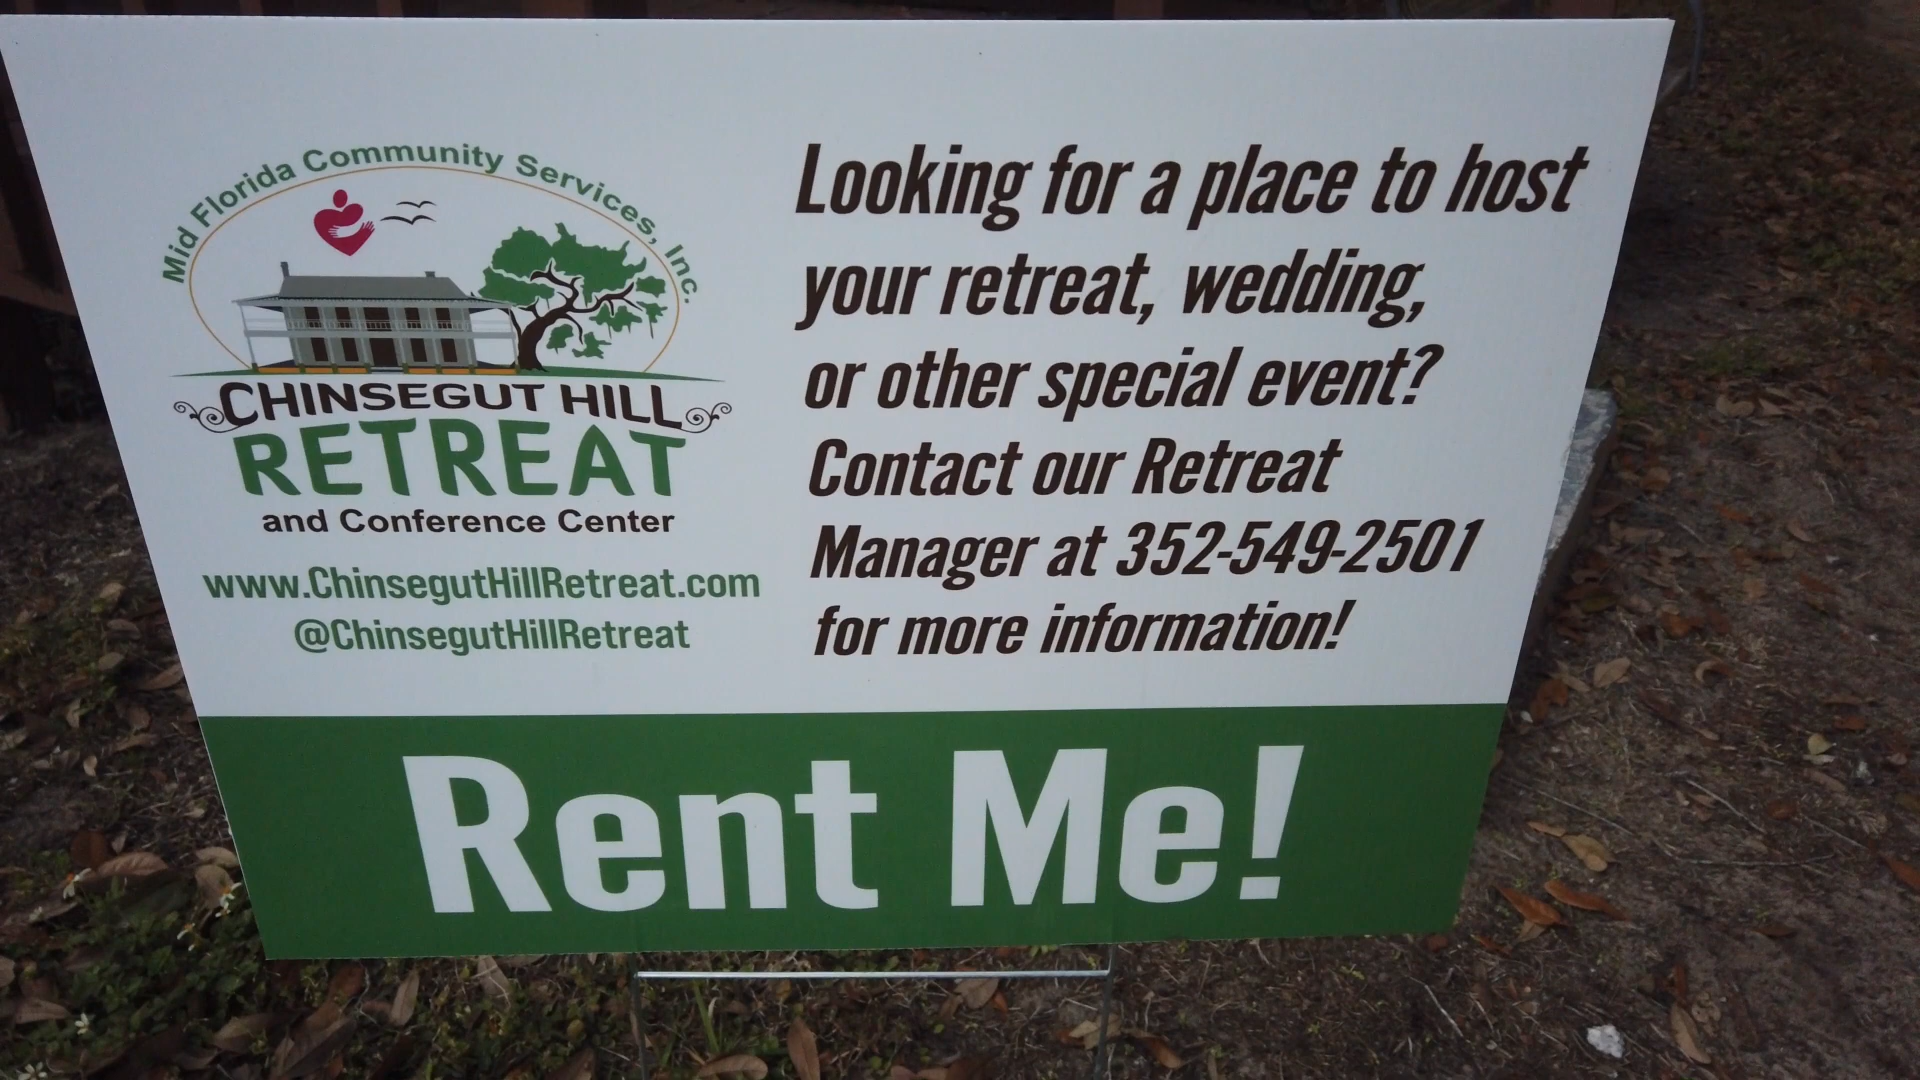 Mid Florida Community Services, Inc.
CHINSEGUT HILL
RETREAT
and Conference Center
www.ChinsegutHillRetreat.com
@ChinsegutHillRetreat
Looking for a place to host
your retreat, wedding,
or other special event?
Contact our Retreat
Manager at 352-549-2501
for more information!
Rent Me!